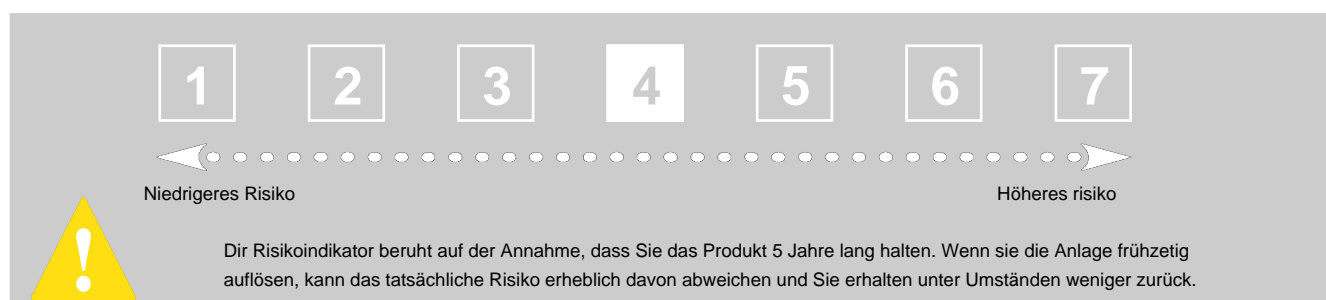 1 2 3 4 5 6 7
Niedrigeres Risiko Höheres risiko
!
Dir Risikoindikator beruht auf der Annahme, dass Sie das Produkt 5 Jahre lang halten. Wenn sie die Anlage frühzetig
auflösen, kann das tatsächliche Risiko erheblich davon abweichen und Sie erhalten unter Umständen weniger zurück.